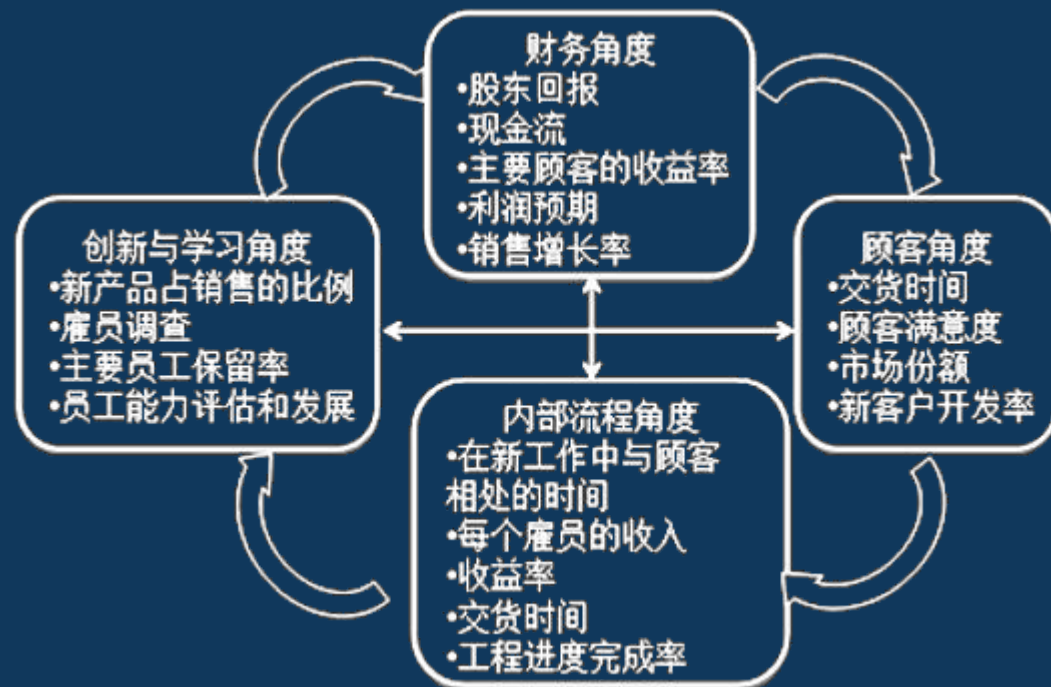 财务角度
•股东回报
•现金流
•主要顾客的收益率
•利润预期
•销售增长率
创新与学习角度
•新产品占销售的比例
•雇员调查
•主要员工保留率
•员工能力评估和发展
顾客角度
•交货时间
•顾客满意度
•市场份额
•新客户开发率
内部流程角度
•在新工作中与顾客
相处的时间
•每个雇员的收入
•收益率
•交货时间
•工程进度完成率